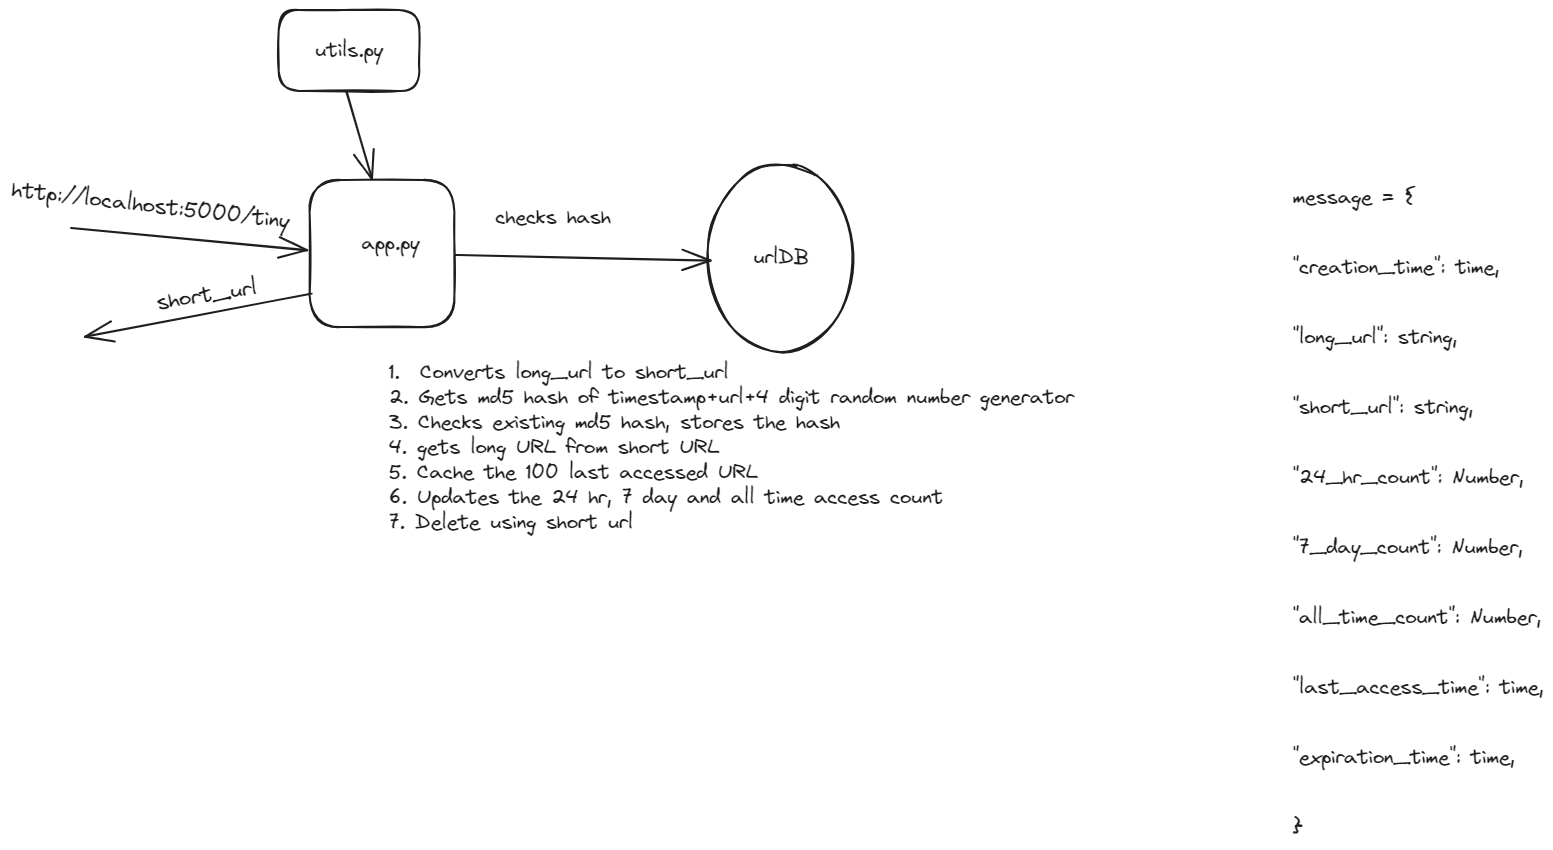 utils.py
http://localhost:5000/tiny
app.py
checks hash
urlDB
short_url
1. Converts long_url to short_url
2. Gets md5 hash of timestamp+url+4 digit random number generator
3. Checks existing md5 hash, stores the hash
4. gets long URL from short URL
5. Cache the 100 last accessed URL
6. Updates the 24 hr, 7 day and all time access count
7. Delete using short url
message = {
"creation_time": time,
"long_url": string,
"short_url": string,
"24_hr_count": Number,
"7_day_count": Number,
"all_time_count": Number,
"last_access_time": time,
"expiration_time": time,
}